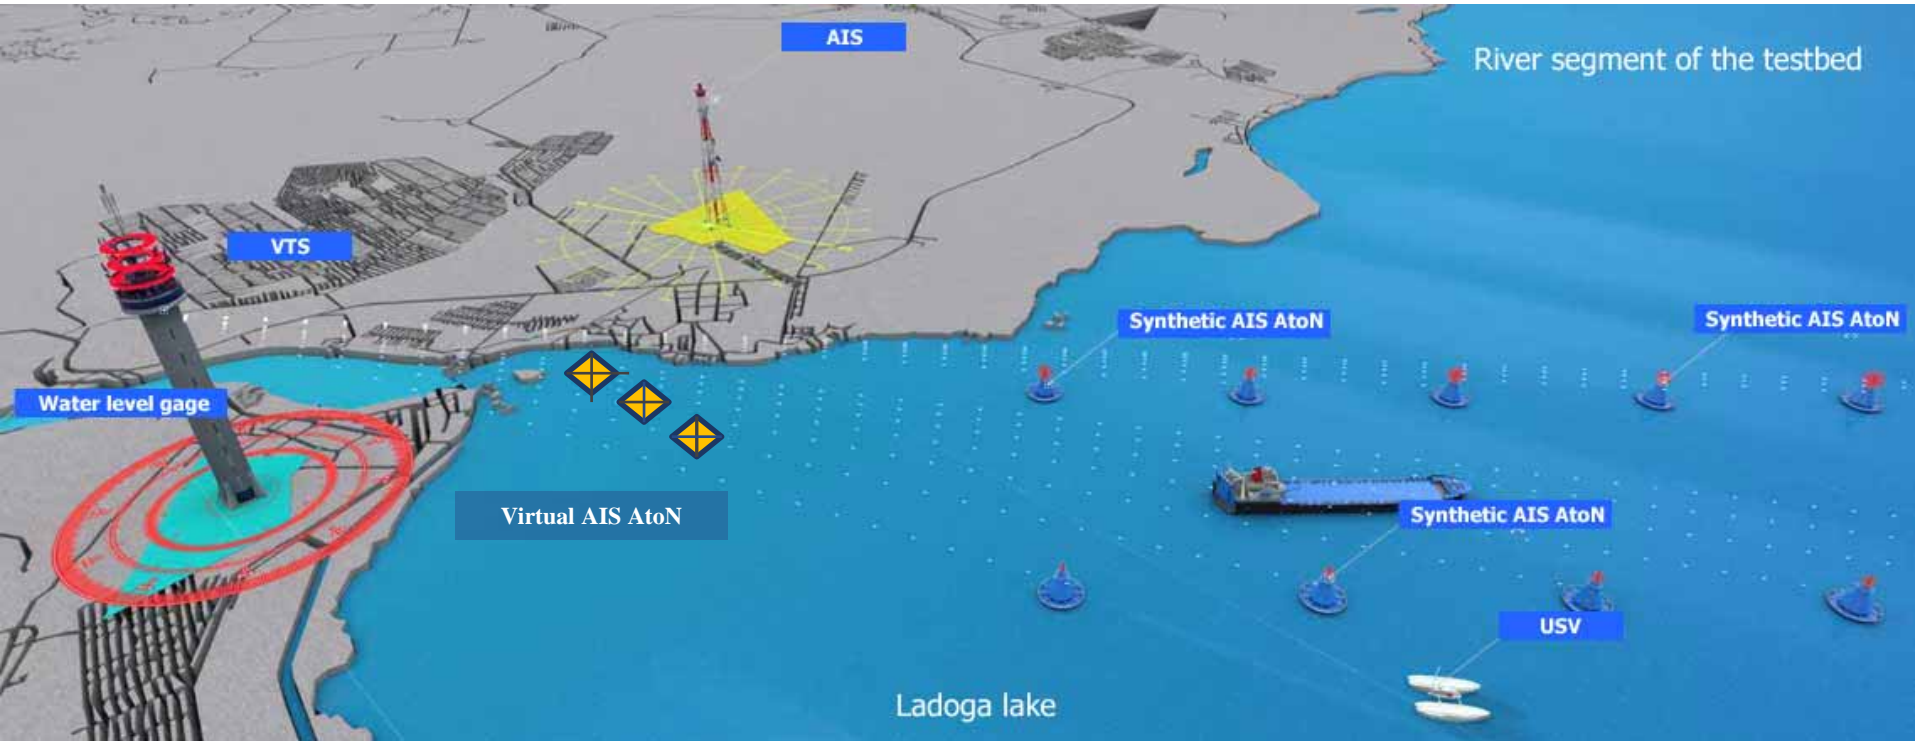 AIS
River segment of the testbed
VTS
Synthetic AIS AtoN
Synthetic AIS AtoN
Water level gage
Virtual AIS AtoN
Synthetic AIS AtoN
USV
Ladoga lake